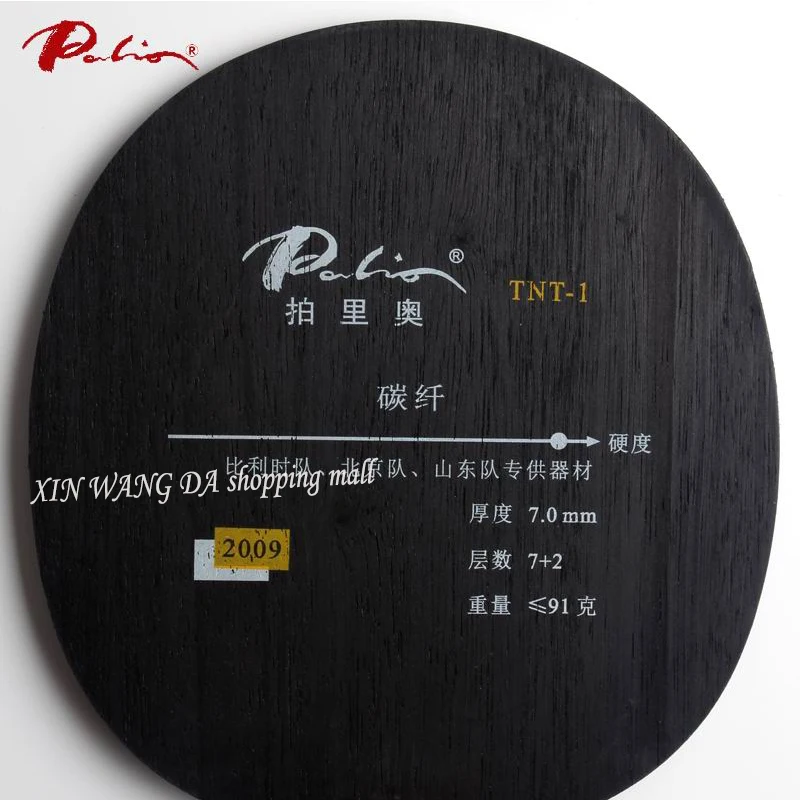 Palio®
Palio®
拍里奥
TNT-1
碳纤
硬度
比利时队、北京队、山东队专供器材
XIN WANG DA shopping mall
厚度 7.0 mm
2009
层数 7+2
重量 ≤91 克